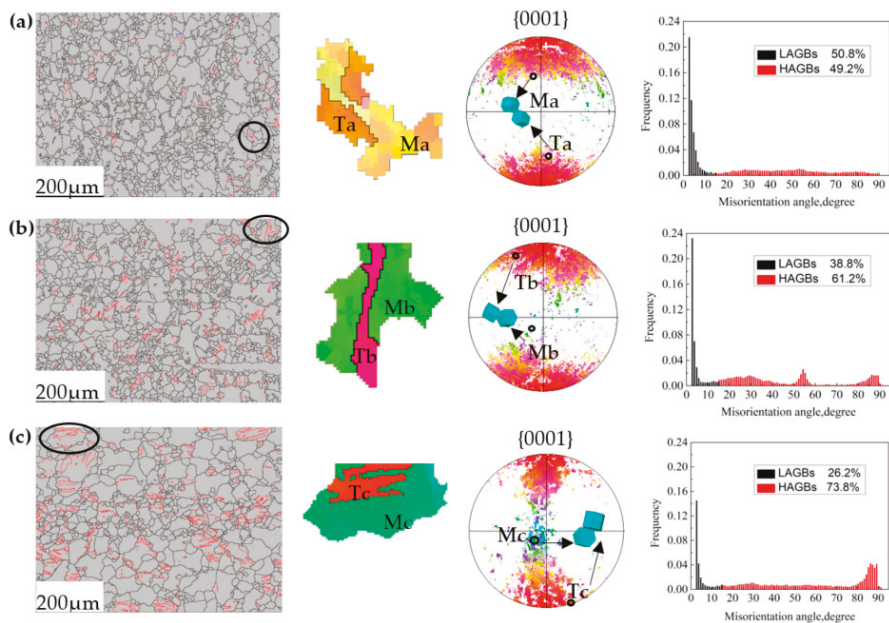 (a)
200μm
Ta
Ma
{0001}
Ma
Ta
Frequency
0.24
0.20
0.16
0.12
0.08
0.04
0.00
LAGBs 50.8%
HAGBs 49.2%
0 10 20 30 40 50 60 70 80 90
Misorientation angle,degree
(b)
200μm
Mb
Tb
{0001}
Tb
Mb
Frequency
0.24
0.20
0.16
0.12
0.08
0.04
0.00
LAGBs 38.8%
HAGBs 61.2%
0 10 20 30 40 50 60 70 80 90
Misorientation angle,degree
(c)
200μm
Tc
Mc
{0001}
Mc
Tc
Frequency
0.24
0.20
0.16
0.12
0.08
0.04
0.00
LAGBs 26.2%
HAGBs 73.8%
0 10 20 30 40 50 60 70 80 90
Misorientation angle,degree